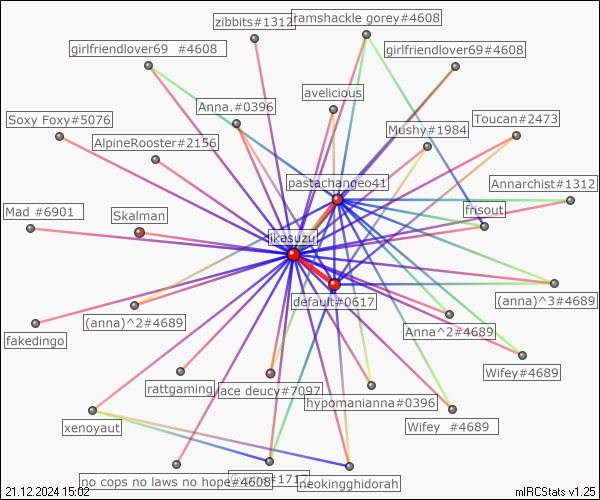 zibbits#1312
ramshackle gorey#4608
girlfriendlover69 #4608
girlfriendlover69#4608
avelicious
Anna.#0396
Soxy Foxy#5076
Mushy#1984
Toucan#2473
AlpineRooster#2156
pastachangeo41
Annarchist#1312
Mad #6901
Skalman
frisout
ikasuzu
default#0617
(anna)^3#4689
(anna)^2#4689
Anna^2#4689
fakedingo
Wifey#4689
rattgaming
ace deucy#7097
hypomanianna#0396
xenoyaut
Wifey #4689
no cops no laws no hope#4608
#1717
neokingghidorah
21.12.2024 15:02
mIRCStats v1.25